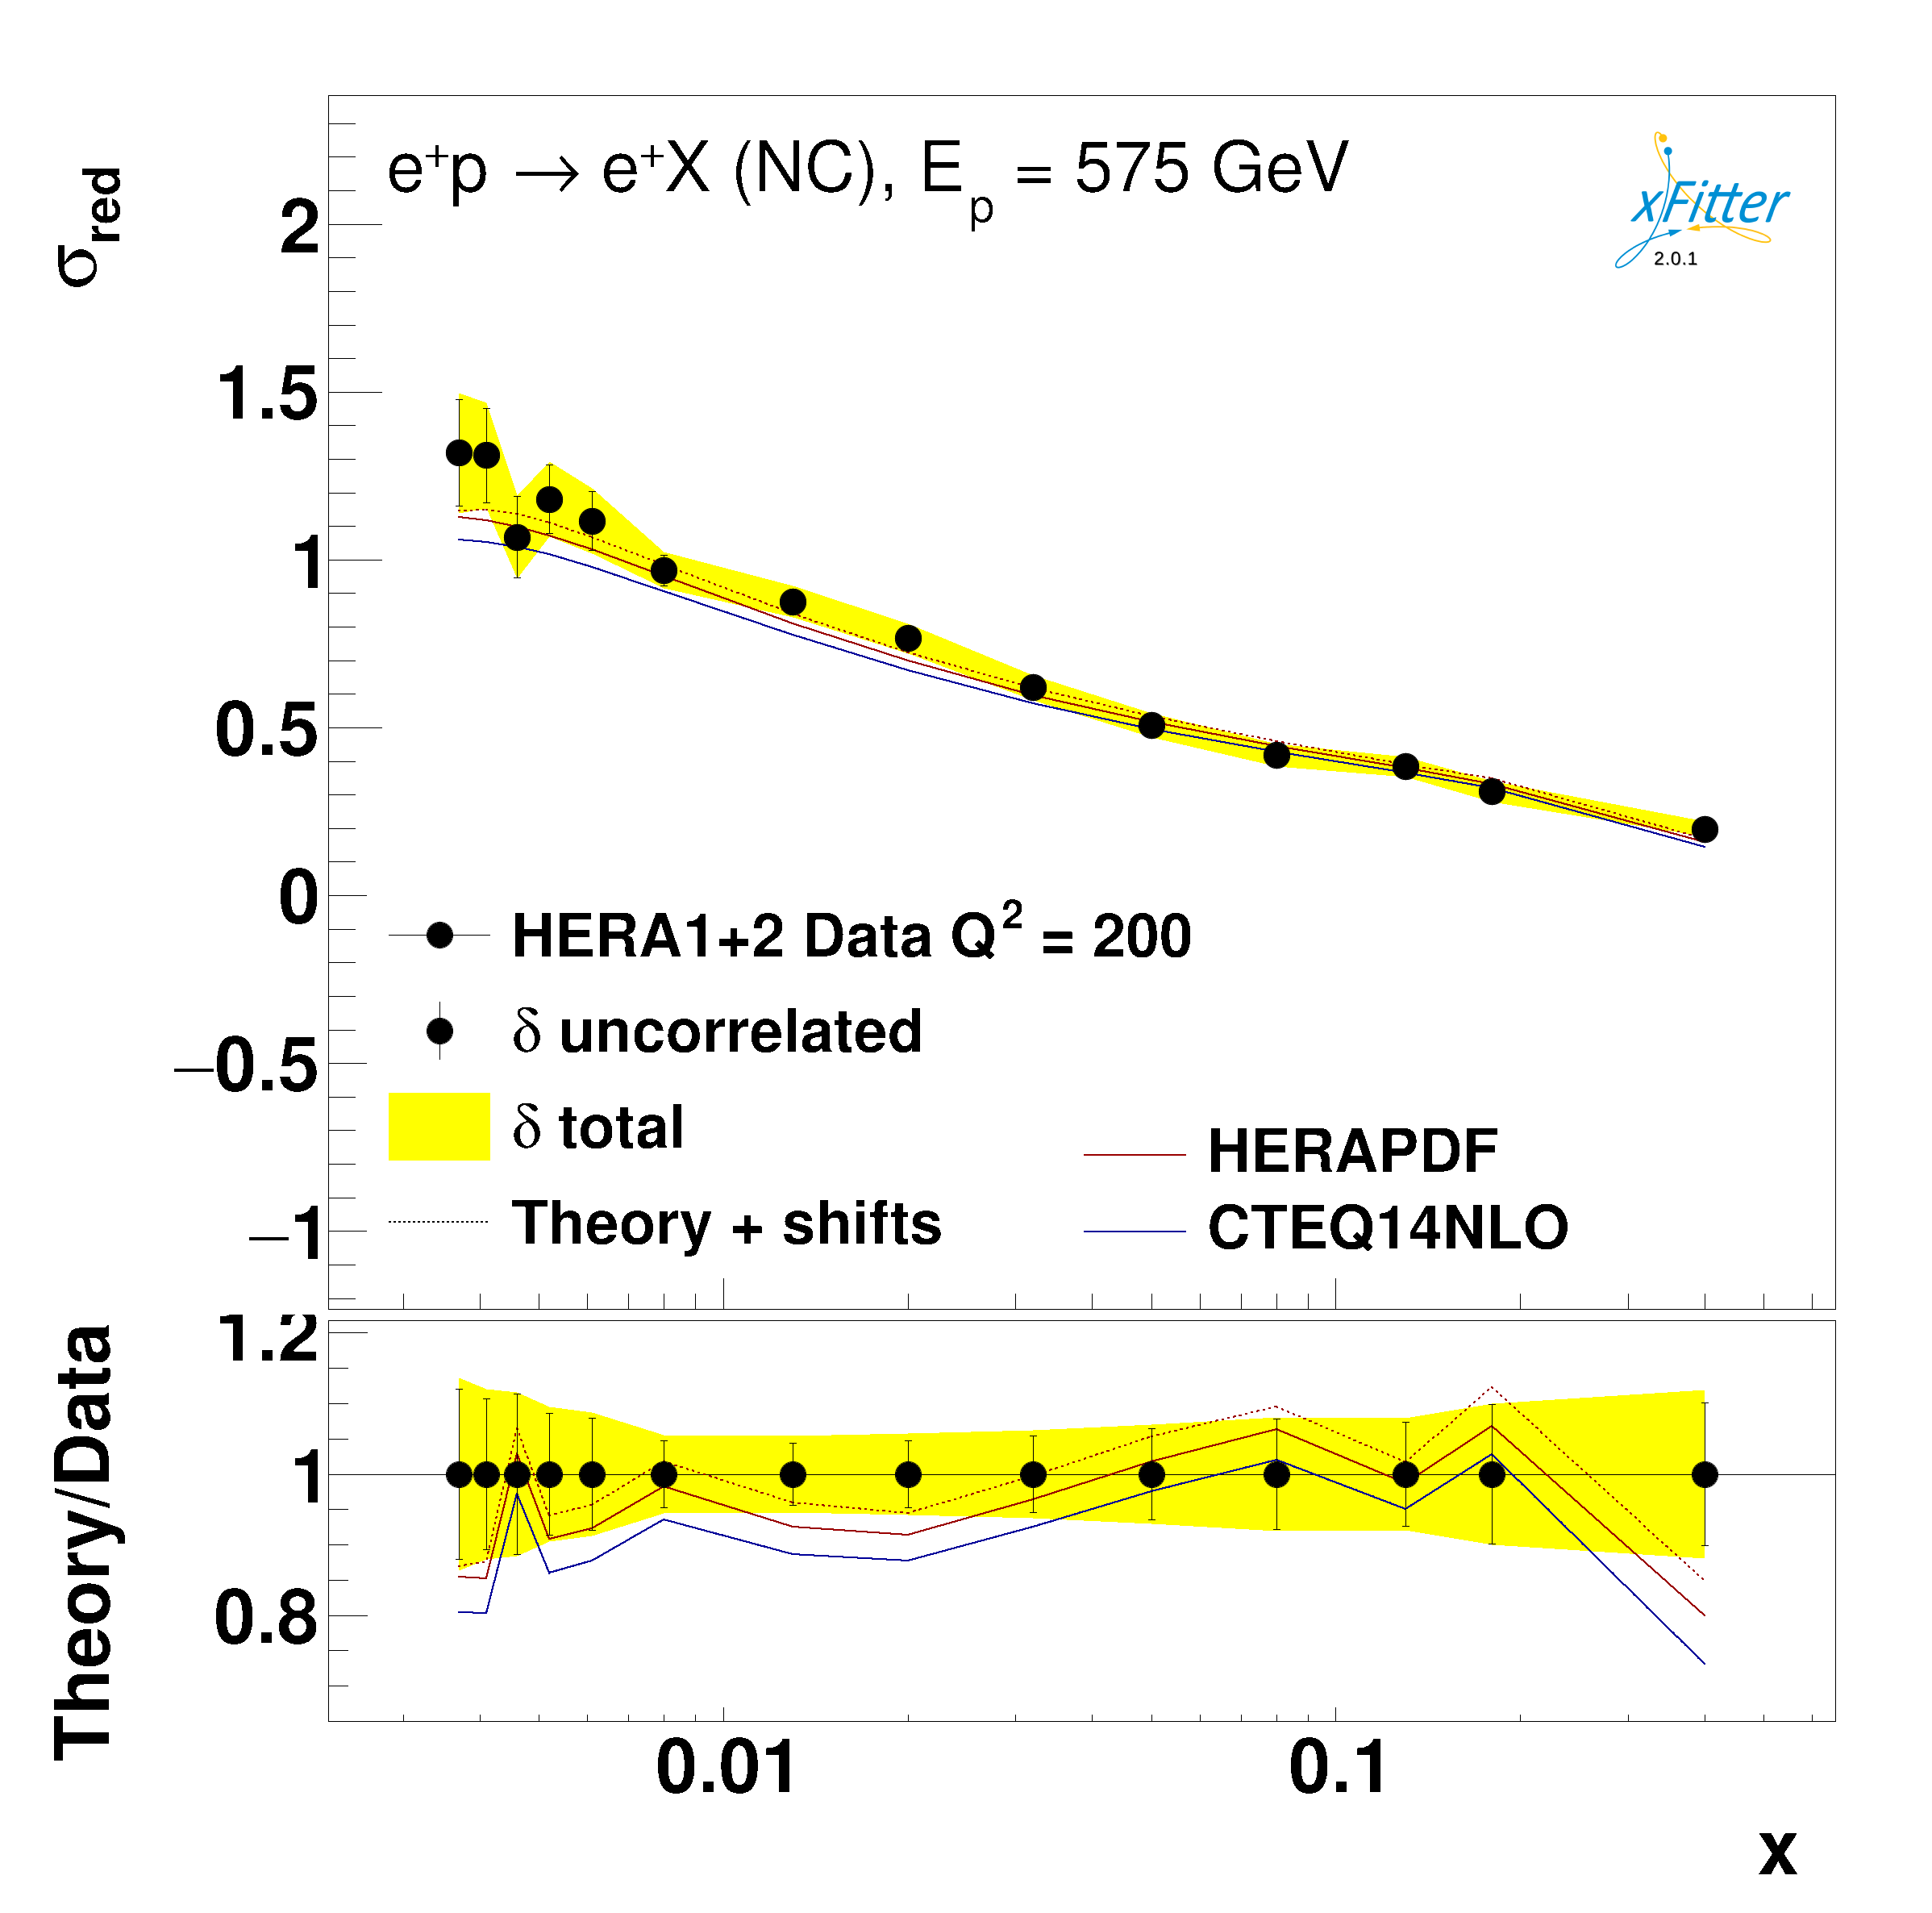 σred
e+p → e+X (NC), Ep = 575 GeV
xFitter
2.0.1
2
1.5
1
0.5
0
−0.5
−1
HERA1+2 Data Q2 = 200
δ uncorrelated
δ total
Theory + shifts
HERAPDF
CTEQ14NLO
Theory/Data
1.2
1
0.8
0.01
0.1
x